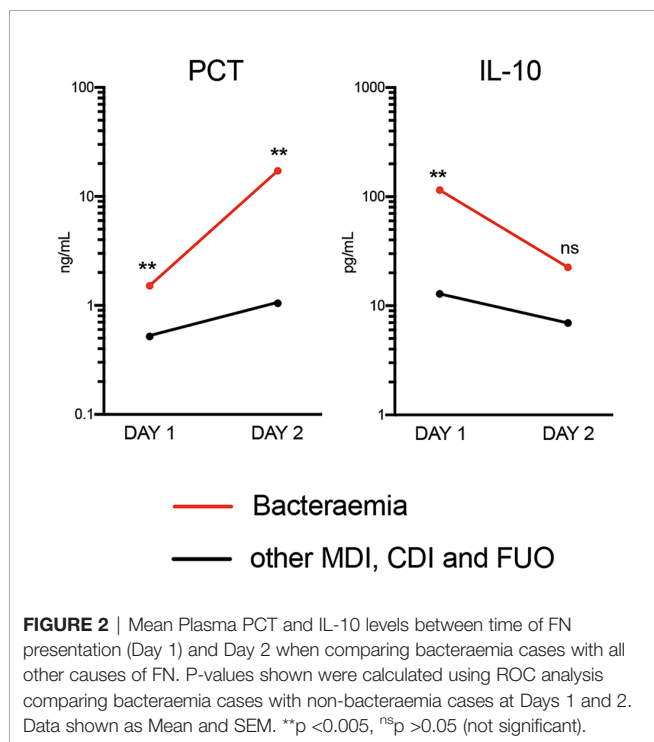 PCT
IL-10
100
10
1
0.1
ng/mL
**
**
DAY 1
DAY 2
1000
100
10
1
pg/mL
**
ns
DAY 1
DAY 2
Bacteraemia
other MDI, CDI and FUO
FIGURE 2 | Mean Plasma PCT and IL-10 levels between time of FN
presentation (Day 1) and Day 2 when comparing bacteraemia cases with all
other causes of FN. P-values shown were calculated using ROC analysis
comparing bacteraemia cases with non-bacteraemia cases at Days 1 and 2.
Data shown as Mean and SEM. **p <0.005, nsp >0.05 (not significant).